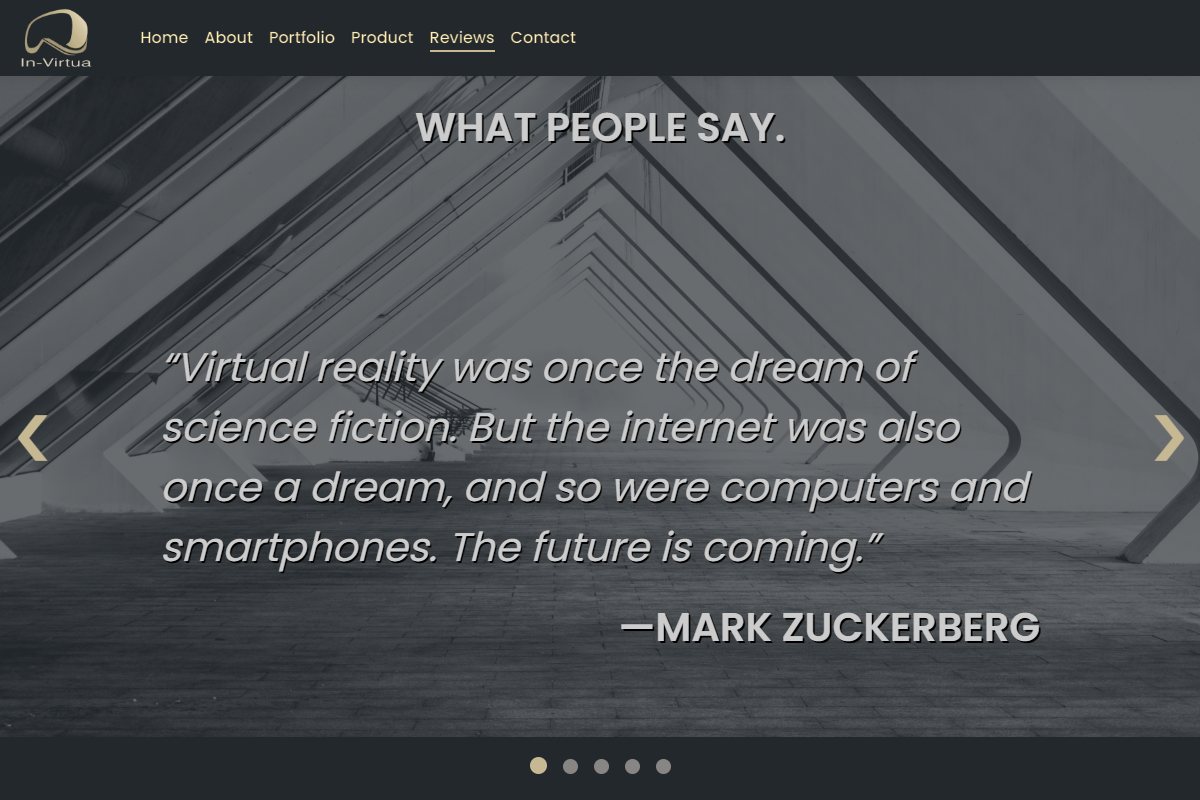 In-Virtua
Home About Portfolio Product Reviews Contact
WHAT PEOPLE SAY.
“Virtual reality was once the dream of
science fiction. But the internet was also
once a dream, and so were computers and
smartphones. The future is coming.”
—MARK ZUCKERBERG